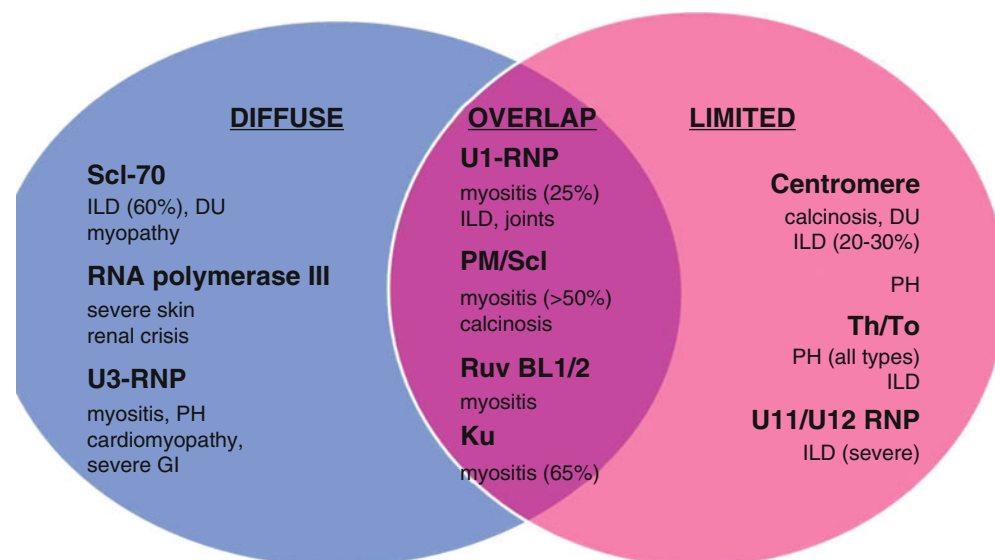 DIFFUSE
Scl-70
ILD (60%), DU
myopathy
RNA polymerase III
severe skin
renal crisis
U3-RNP
myositis, PH
cardiomyopathy,
severe GI
OVERLAP
U1-RNP
myositis (25%)
ILD, joints
PM/Scl
myositis (>50%)
calcinosis
Ruv BL1/2
myositis
Ku
myositis (65%)
LIMITED
Centromere
calcinosis, DU
ILD (20-30%)
PH
Th/To
PH (all types)
ILD
U11/U12 RNP
ILD (severe)